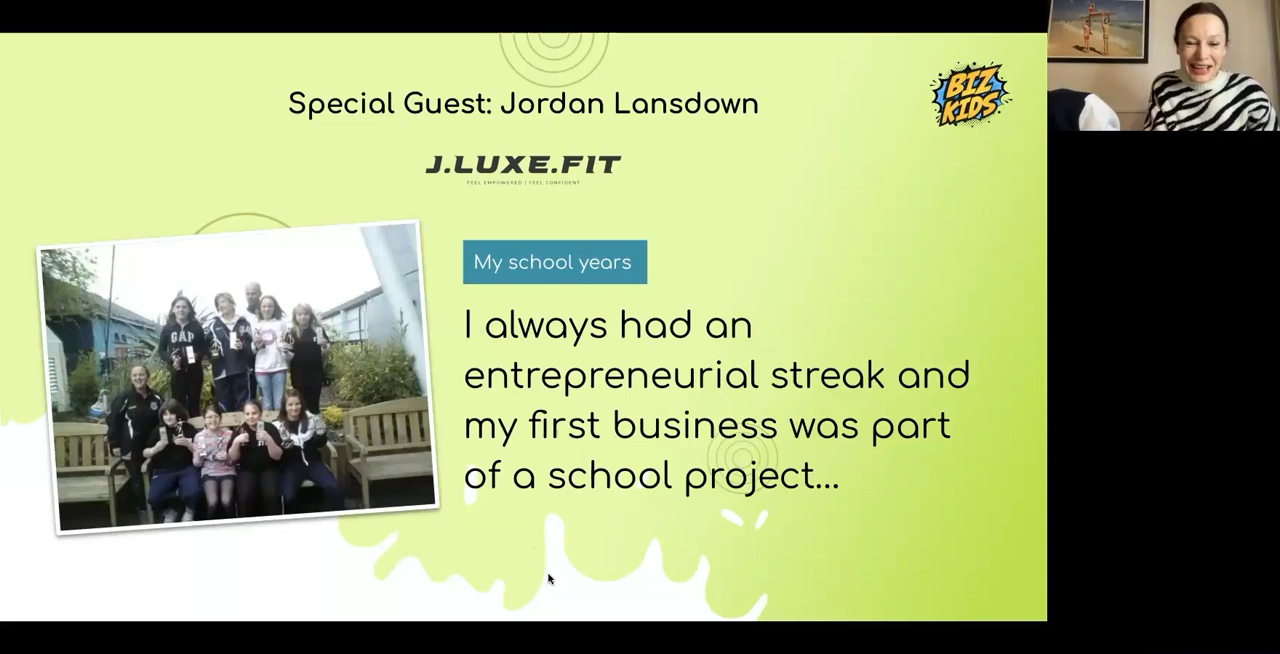 Special Guest: Jordan Lansdown
BIZ
KIDS
J.LUXE.FIT
FEEL EMPOWERED | FEEL CONFIDENT
My school years
GAP
I always had an
entrepreneurial streak and
my first business was part
of a school project...